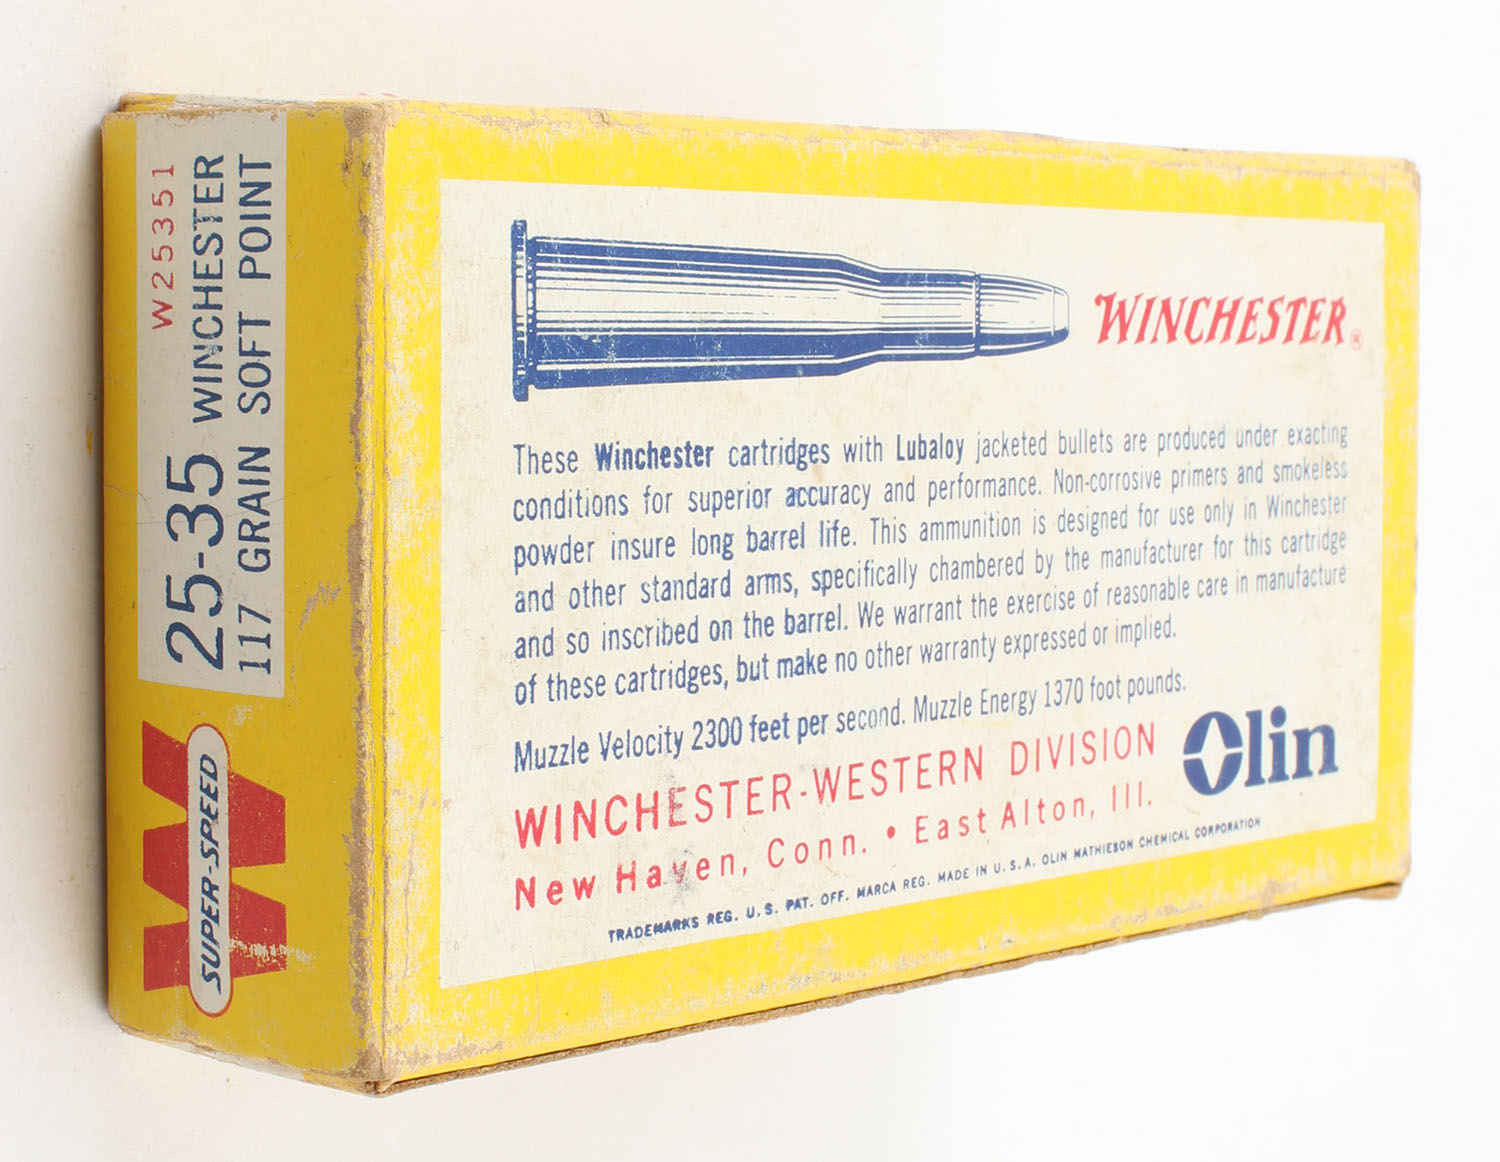 W25351
25-35 WINCHESTER
117 GRAIN SOFT POINT
W
SUPER-SPEED
WINCHESTER®
These Winchester cartridges with Lubaloy jacketed bullets are produced under exacting
conditions for superior accuracy and performance. Non-corrosive primers and smokeless
powder insure long barrel life. This ammunition is designed for use only in Winchester
and other standard arms, specifically chambered by the manufacturer for this cartridge
and so inscribed on the barrel. We warrant the exercise of reasonable care in manufacture
of these cartridges, but make no other warranty expressed or implied.
Muzzle Velocity 2300 feet per second. Muzzle Energy 1370 foot pounds.
WINCHESTER-WESTERN DIVISION
New Haven, Conn. • East Alton, Ill.
Olin
TRADEMARKS REG. U.S. PAT. OFF. MARCA REG. MADE IN U.S.A. OLIN MATHIESON CHEMICAL CORPORATION